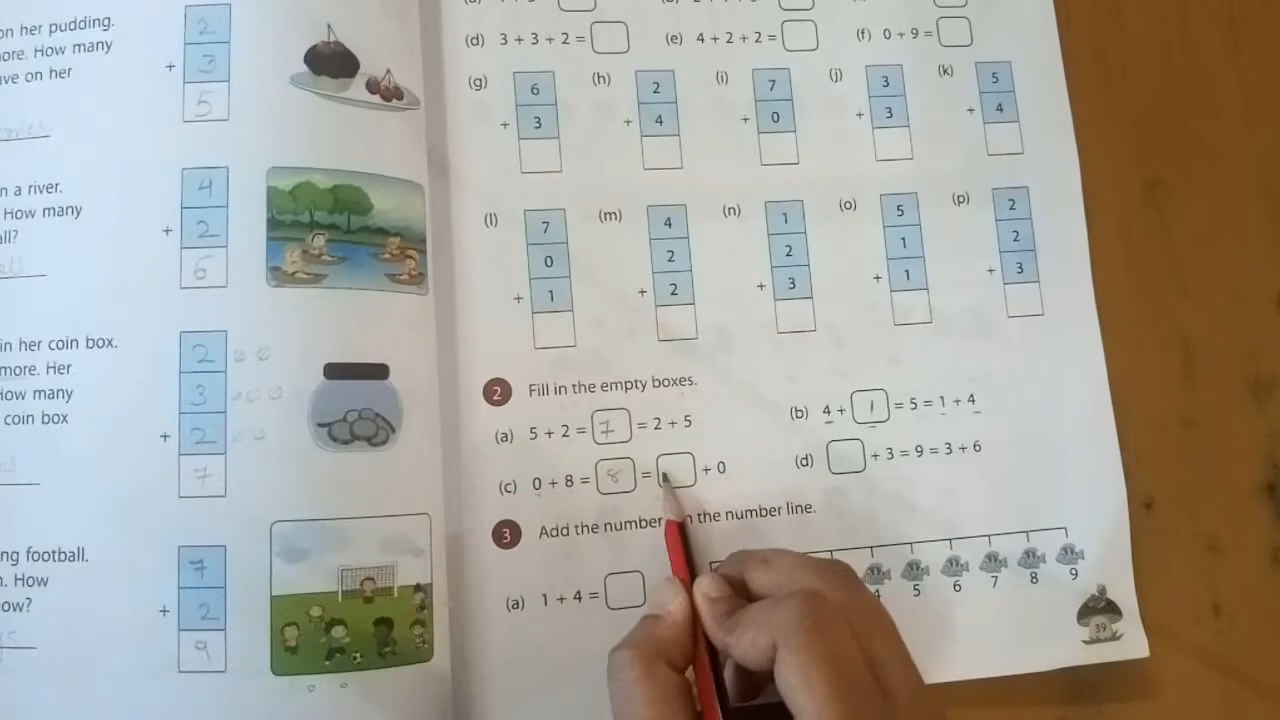 on her pudding.
ore. How many
ave on her
2
+ 3
5
n a river.
How many
all?
4
+ 2
6
in her coin box.
more. Her
How many
coin box
2
3
+ 2
7
ng football.
n. How
ow?
7
+ 2
9
(d) 3 + 3 + 2 =
(e) 4 + 2 + 2 =
(f) 0 + 9 =
(g) 6
+ 3
(h) 2
+ 4
(i) 7
+ 0
(j) 3
+ 3
(k) 5
+ 4
(l) 7
0
+ 1
(m) 4
2
+ 2
(n) 1
2
+ 3
(o) 5
1
+ 1
(p) 2
2
+ 3
2 Fill in the empty boxes.
(a) 5 + 2 = 7 = 2 + 5
(b) 4 + 1 = 5 = 1 + 4
(c) 0 + 8 = 8 = + 0
(d) + 3 = 9 = 3 + 6
3 Add the number the number line.
(a) 1 + 4 =
4 5 6 7 8 9
39